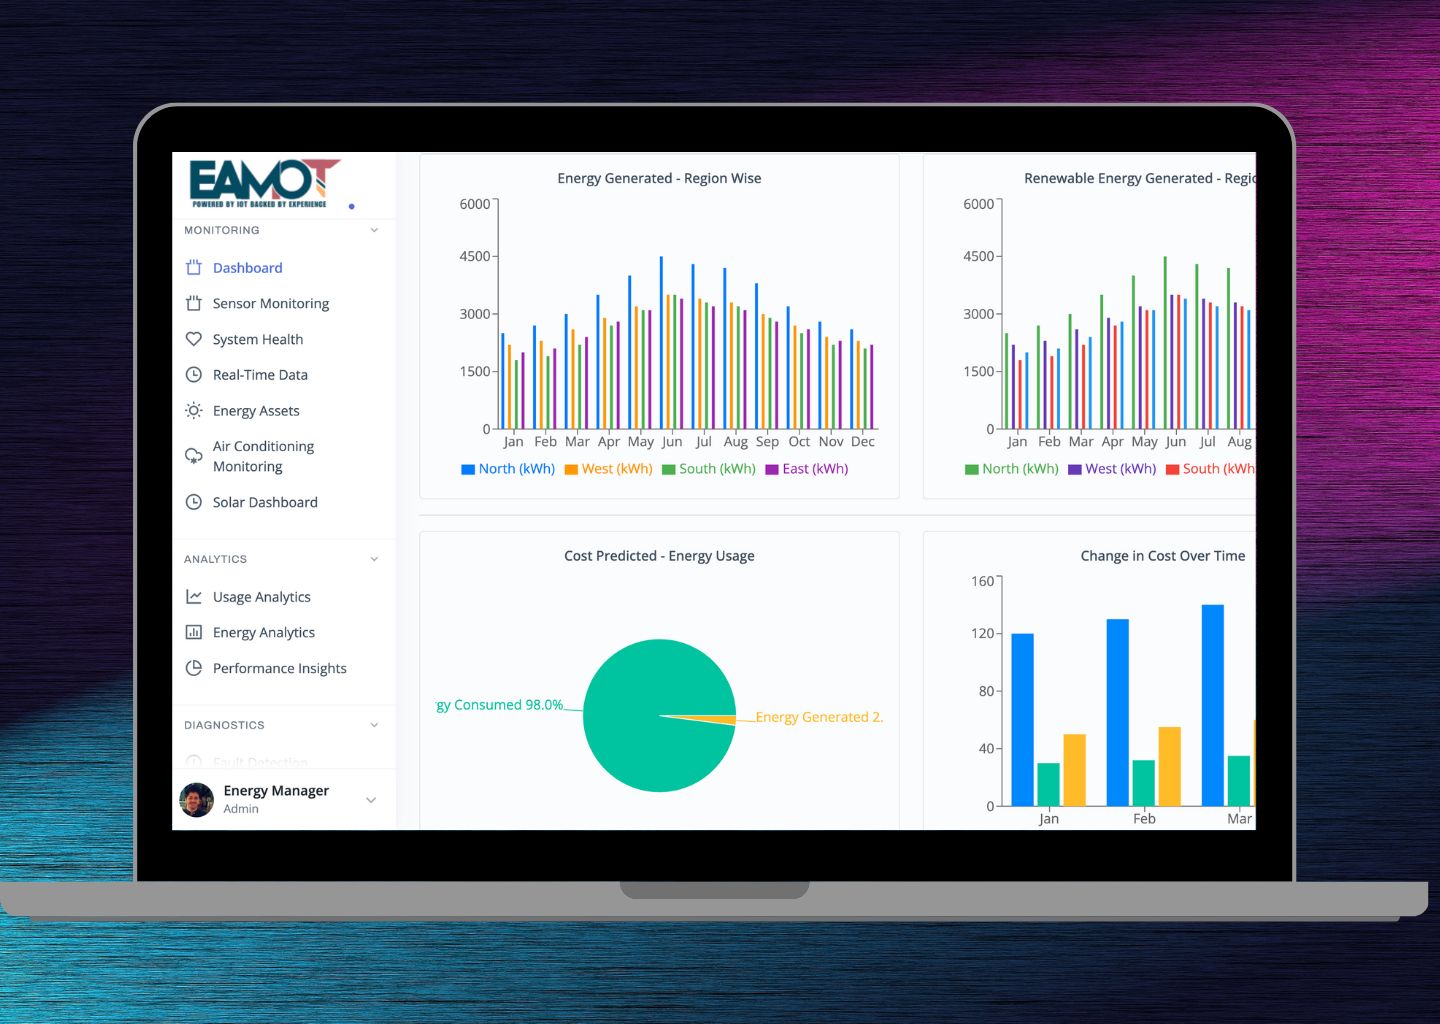 EAMOT
POWERED BY IOT BACKED BY EXPERIENCE
MONITORING
Dashboard
Sensor Monitoring
System Health
Real-Time Data
Energy Assets
Air Conditioning
Monitoring
Solar Dashboard
ANALYTICS
Usage Analytics
Energy Analytics
Performance Insights
DIAGNOSTICS
Fault Detection
Energy Manager
Admin
Energy Generated - Region Wise
6000
4500
3000
1500
0
Jan Feb Mar Apr May Jun Jul Aug Sep Oct Nov Dec
North (kWh) West (kWh) South (kWh) East (kWh)
Renewable Energy Generated - Regio
6000
4500
3000
1500
0
Jan Feb Mar Apr May Jun Jul Aug
North (kWh) West (kWh) South (kWh
Cost Predicted - Energy Usage
gy Consumed 98.0%
Energy Generated 2.
Change in Cost Over Time
160
120
80
40
0
Jan Feb Mar